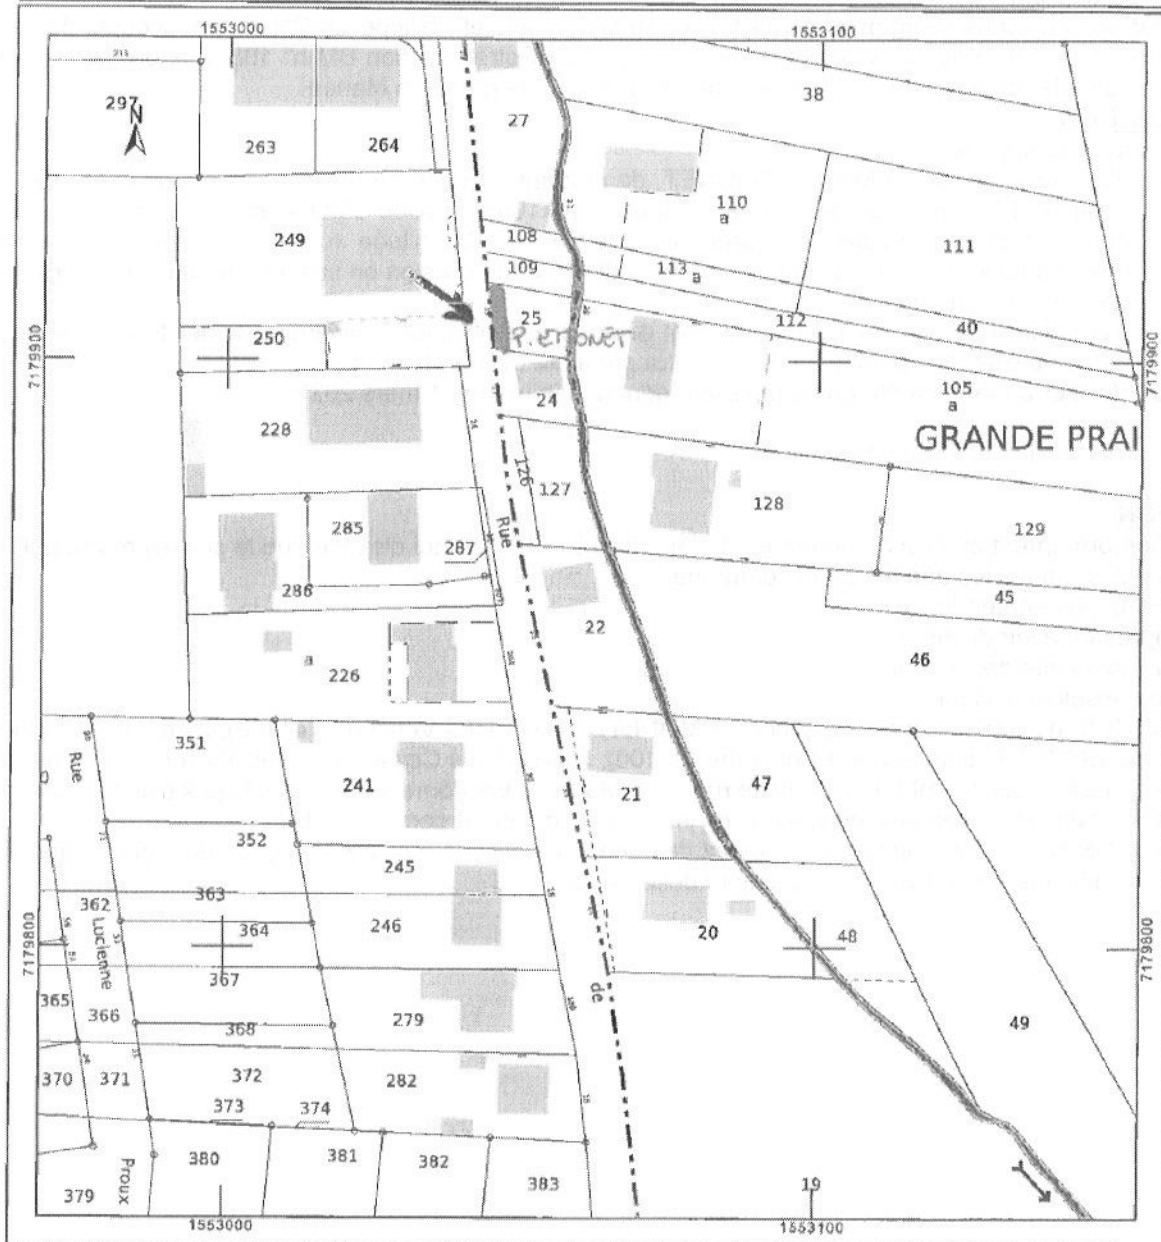 1553000 1553100
297 N 263 264 27 38
249 108 110 a 111
109 113 a
250 25 P. ETONET 112 40
7179900 7179900
24 105 a
228 GRANDE PRAI
126 127 128 129
285 Rue
287
286 45
22 46
226
351
Rue 241 21 47
352
245
362 363
364 246 20 48
7179800 7179800
Lucienne 367
365 366 368 279 de 49
370 371 372 282
373 374
380 381 382
379 Proux 383 19
1553000 1553100